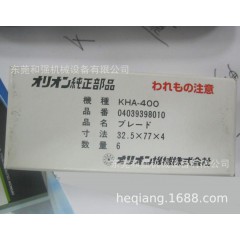 东莞和强机械设备有限公司
オリオン純正部品
われもの注意
機種 KHA-400
品番 04039398010
品名 ブレード
寸法 32.5×77×4
数量 6
オリオン機械株式会社
heqiang.1688.com